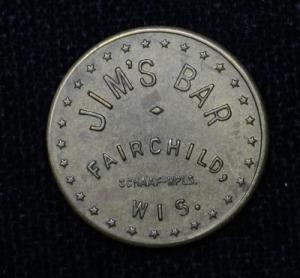 JIM'S BAR
FAIRCHILD,
SCHAAF-MPLS.
WIS.